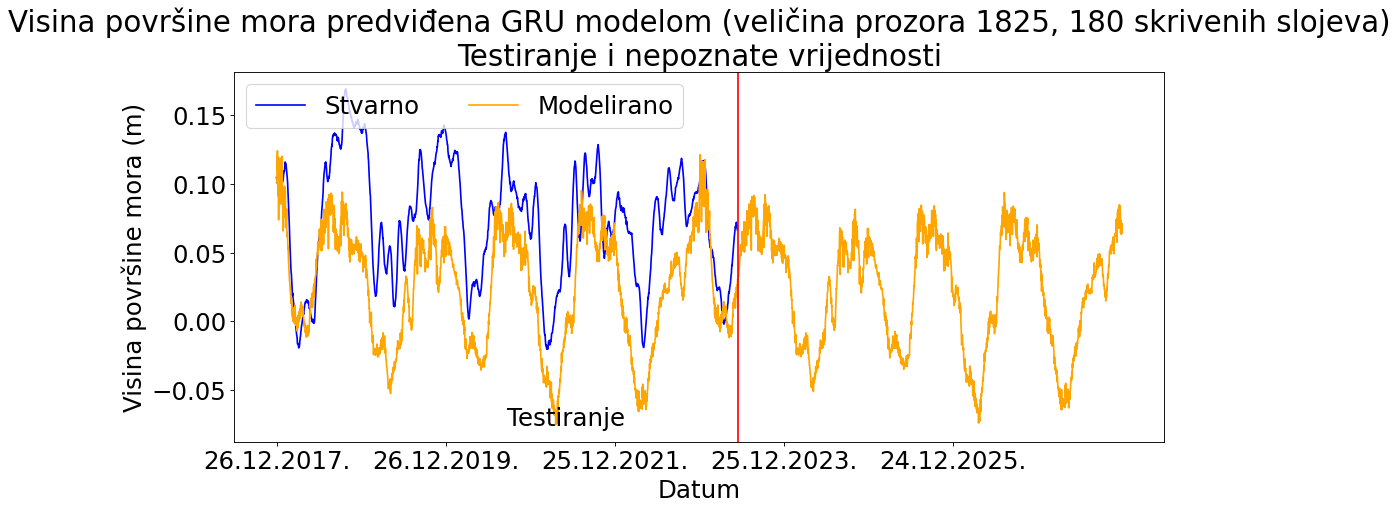 Visina površine mora predviđena GRU modelom (veličina prozora 1825, 180 skrivenih slojeva)
Testiranje i nepoznate vrijednosti
Stvarno Modelirano
0.15
0.10
0.05
0.00
−0.05
Visina površine mora (m)
Testiranje
26.12.2017. 26.12.2019. 25.12.2021. 25.12.2023. 24.12.2025.
Datum